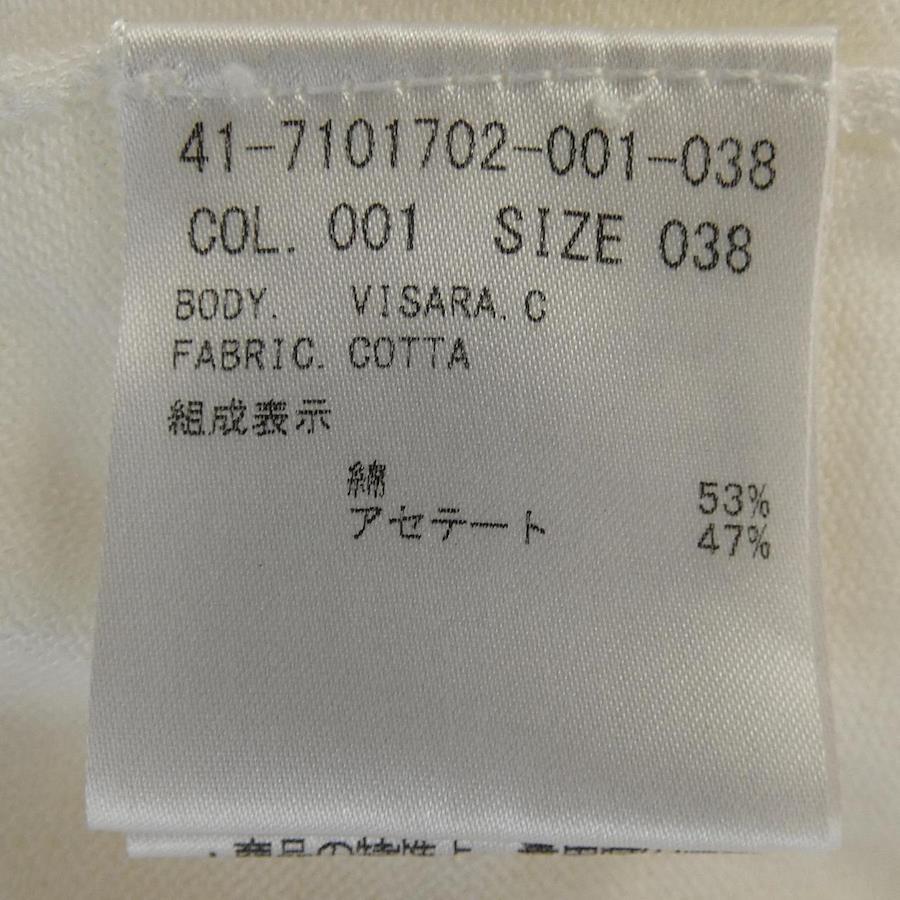 41-7101702-001-038
COL. 001 SIZE 038
BODY. VISARA. C
FABRIC. COTTA
組成表示
綿 53%
アセテート 47%